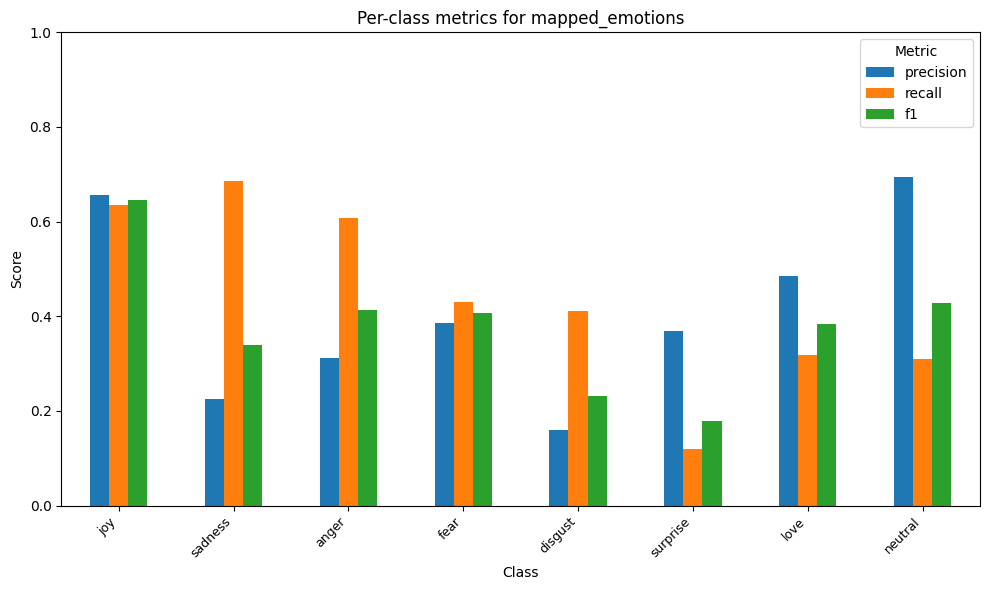 Per-class metrics for mapped_emotions
Metric
precision
recall
f1
Score
1.0
0.8
0.6
0.4
0.2
0.0
joy
sadness
anger
fear
disgust
surprise
love
neutral
Class